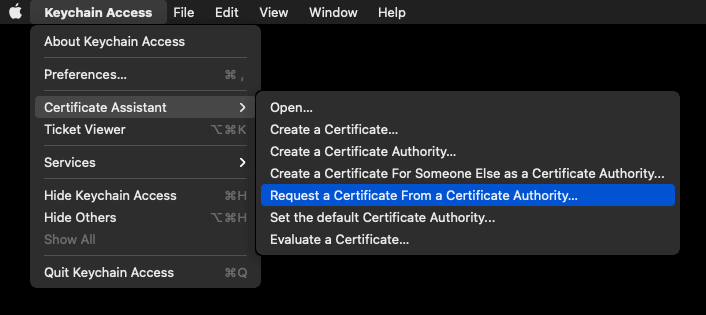 Keychain Access File Edit View Window Help
About Keychain Access
Preferences... ⌘ ,
Certificate Assistant
Ticket Viewer ⌥⌘K
Services
Hide Keychain Access ⌘H
Hide Others ⌥⌘H
Show All
Quit Keychain Access ⌘Q
Open...
Create a Certificate...
Create a Certificate Authority...
Create a Certificate For Someone Else as a Certificate Authority...
Request a Certificate From a Certificate Authority...
Set the default Certificate Authority...
Evaluate a Certificate...